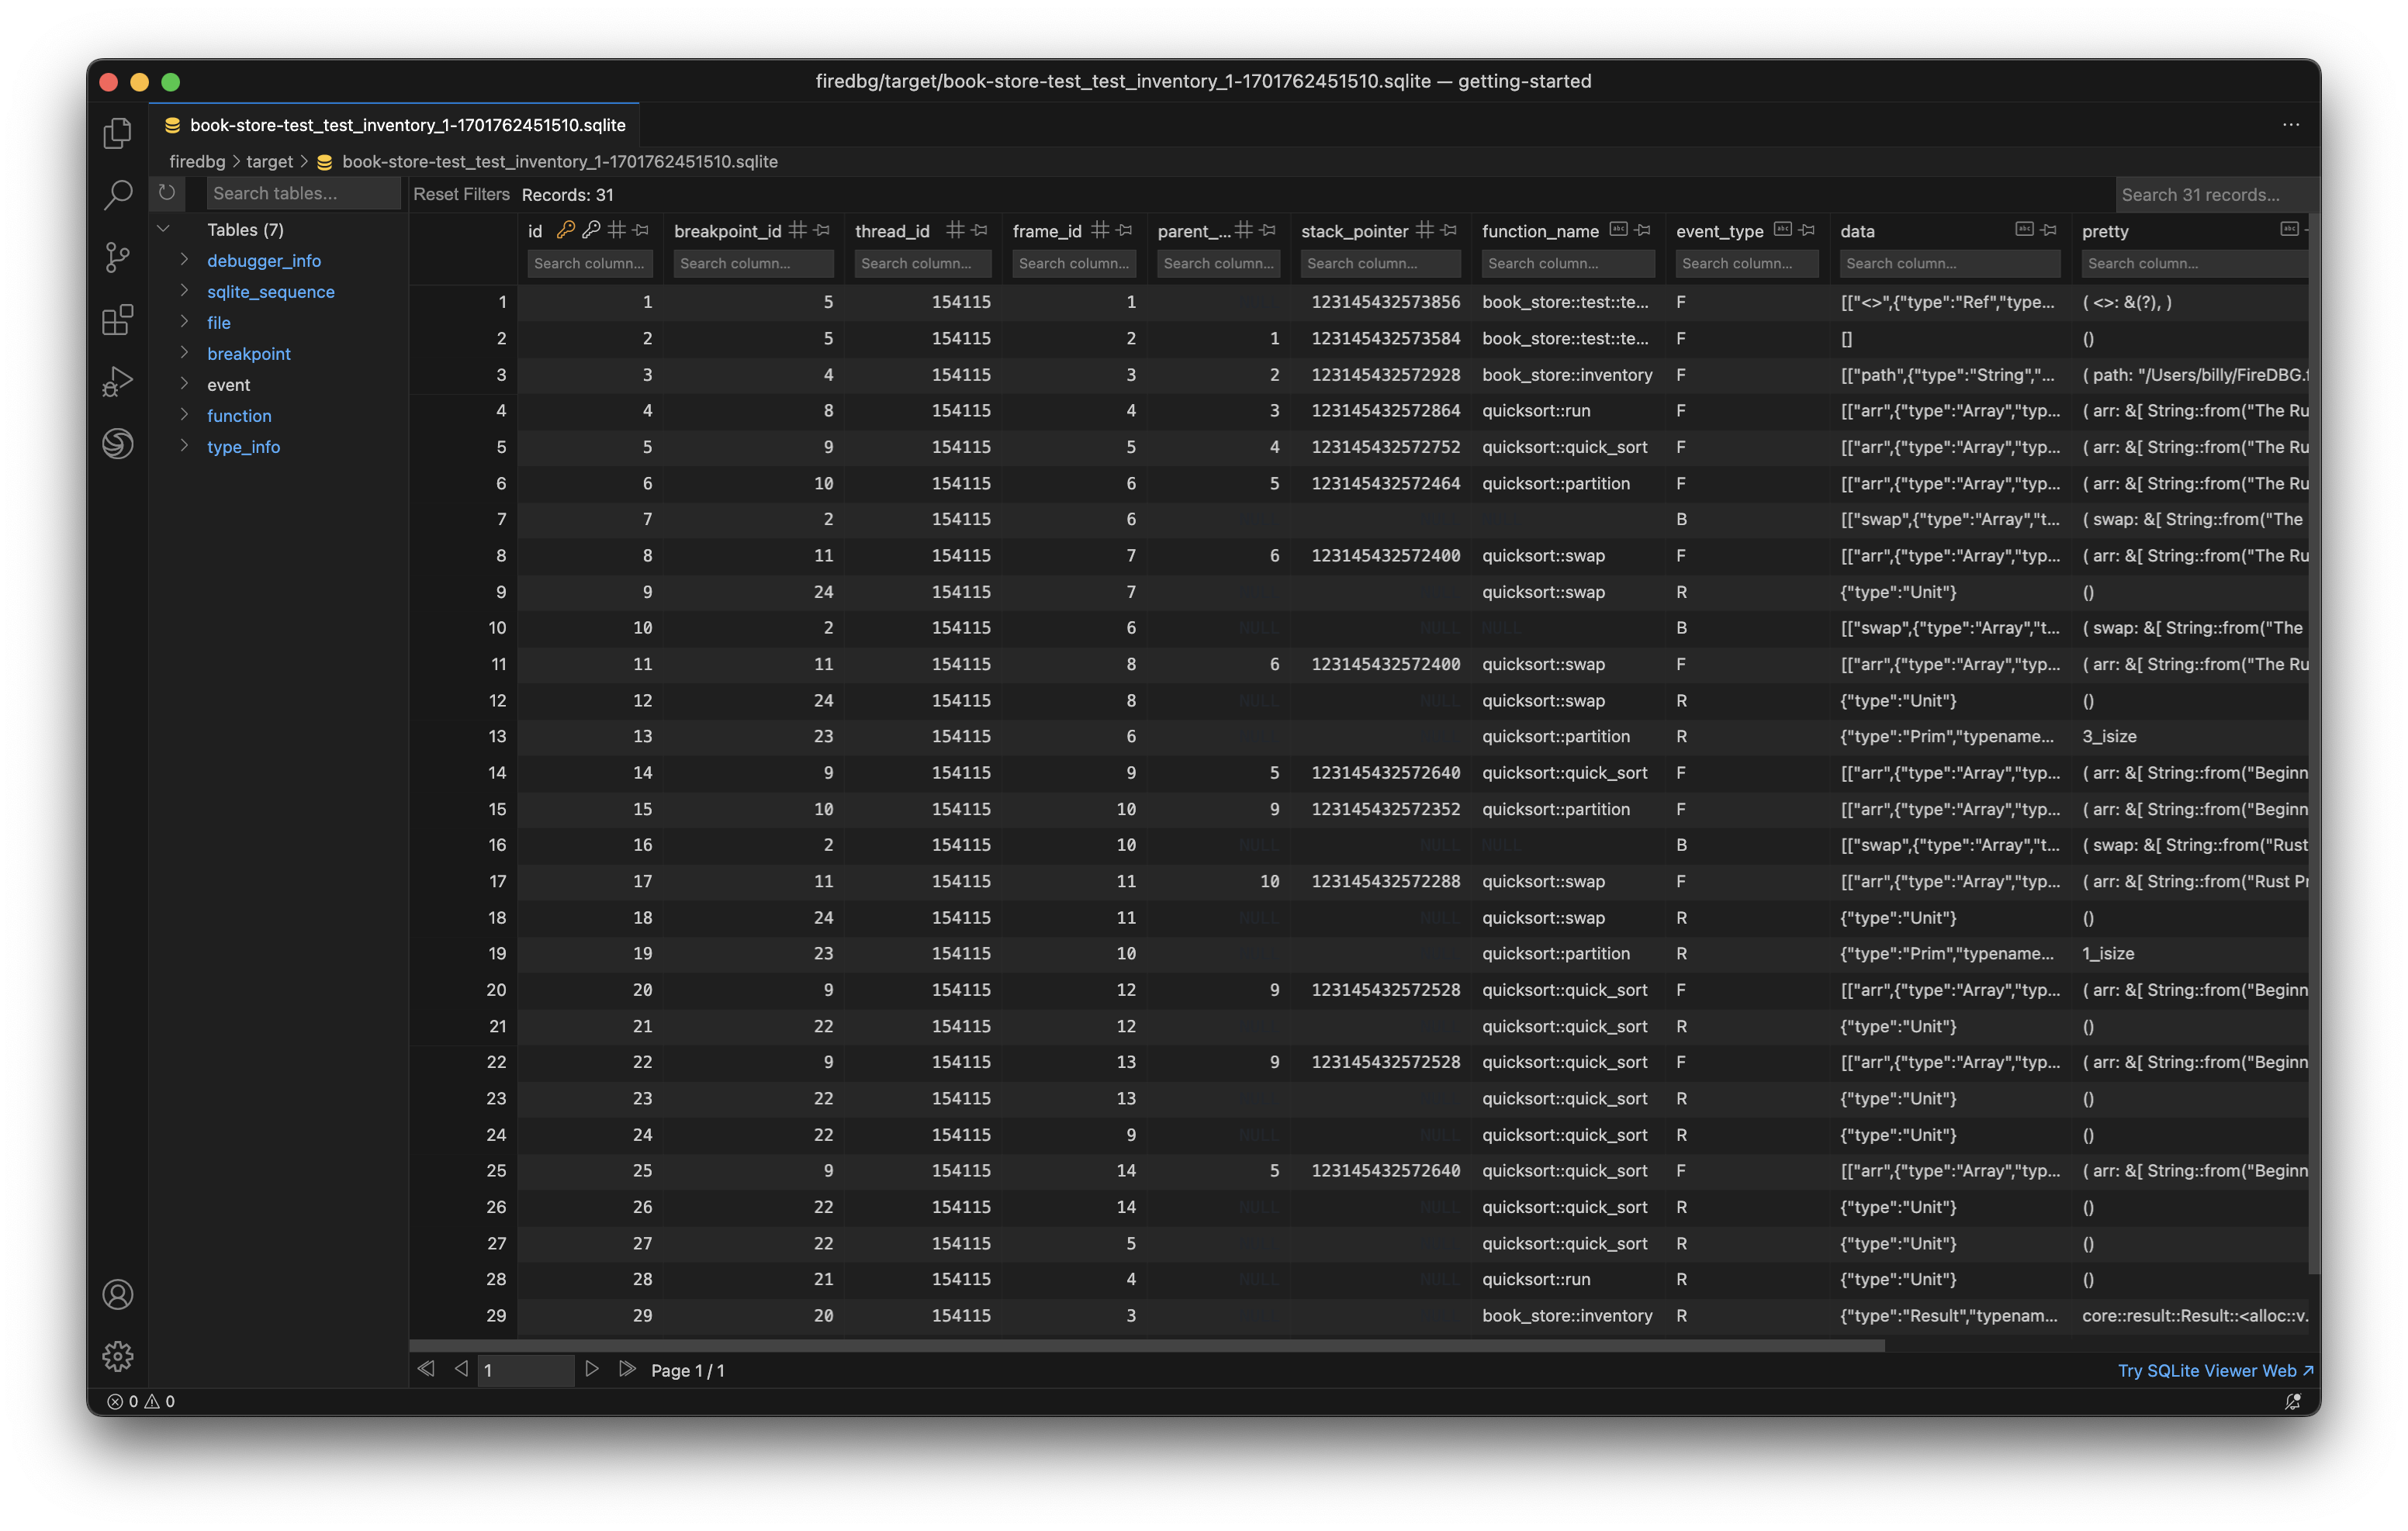 firedbg/target/book-store-test_test_inventory_1-1701762451510.sqlite — getting-started
book-store-test_test_inventory_1-1701762451510.sqlite
firedbg > target > book-store-test_test_inventory_1-1701762451510.sqlite
Search tables...
Reset Filters Records: 31
Search 31 records...
Tables (7)
debugger_info
sqlite_sequence
file
breakpoint
event
function
type_info
id breakpoint_id thread_id frame_id parent_... stack_pointer function_name event_type data pretty
Search column... Search column... Search column... Search column... Search column... Search column... Search column... Search column... Search column... Search column...
1 1 5 154115 1 123145432573856 book_store::test::te... F [["<>",{"type":"Ref","type... ( <>: &(?), )
2 2 5 154115 2 1 123145432573584 book_store::test::te... F [] ()
3 3 4 154115 3 2 123145432572928 book_store::inventory F [["path",{"type":"String","... ( path: "/Users/billy/FireDBG.f
4 4 8 154115 4 3 123145432572864 quicksort::run F [["arr",{"type":"Array","typ... ( arr: &[ String::from("The Ru
5 5 9 154115 5 4 123145432572752 quicksort::quick_sort F [["arr",{"type":"Array","typ... ( arr: &[ String::from("The Ru
6 6 10 154115 6 5 123145432572464 quicksort::partition F [["arr",{"type":"Array","typ... ( arr: &[ String::from("The Ru
7 7 2 154115 6 B [["swap",{"type":"Array","t... ( swap: &[ String::from("The
8 8 11 154115 7 6 123145432572400 quicksort::swap F [["arr",{"type":"Array","typ... ( arr: &[ String::from("The Ru
9 9 24 154115 7 quicksort::swap R {"type":"Unit"} ()
10 10 2 154115 6 NULL NULL NULL B [["swap",{"type":"Array","t... ( swap: &[ String::from("The
11 11 11 154115 8 6 123145432572400 quicksort::swap F [["arr",{"type":"Array","typ... ( arr: &[ String::from("The Ru
12 12 24 154115 8 NULL NULL quicksort::swap R {"type":"Unit"} ()
13 13 23 154115 6 quicksort::partition R {"type":"Prim","typename... 3_isize
14 14 9 154115 9 5 123145432572640 quicksort::quick_sort F [["arr",{"type":"Array","typ... ( arr: &[ String::from("Beginn
15 15 10 154115 10 9 123145432572352 quicksort::partition F [["arr",{"type":"Array","typ... ( arr: &[ String::from("Beginn
16 16 2 154115 10 NULL NULL NULL B [["swap",{"type":"Array","t... ( swap: &[ String::from("Rust
17 17 11 154115 11 10 123145432572288 quicksort::swap F [["arr",{"type":"Array","typ... ( arr: &[ String::from("Rust Pr
18 18 24 154115 11 NULL NULL quicksort::swap R {"type":"Unit"} ()
19 19 23 154115 10 quicksort::partition R {"type":"Prim","typename... 1_isize
20 20 9 154115 12 9 123145432572528 quicksort::quick_sort F [["arr",{"type":"Array","typ... ( arr: &[ String::from("Beginn
21 21 22 154115 12 quicksort::quick_sort R {"type":"Unit"} ()
22 22 9 154115 13 9 123145432572528 quicksort::quick_sort F [["arr",{"type":"Array","typ... ( arr: &[ String::from("Beginn
23 23 22 154115 13 quicksort::quick_sort R {"type":"Unit"} ()
24 24 22 154115 9 NULL NULL quicksort::quick_sort R {"type":"Unit"} ()
25 25 9 154115 14 5 123145432572640 quicksort::quick_sort F [["arr",{"type":"Array","typ... ( arr: &[ String::from("Beginn
26 26 22 154115 14 NULL NULL quicksort::quick_sort R {"type":"Unit"} ()
27 27 22 154115 5 quicksort::quick_sort R {"type":"Unit"} ()
28 28 21 154115 4 NULL NULL quicksort::run R {"type":"Unit"} ()
29 29 20 154115 3 book_store::inventory R {"type":"Result","typenam... core::result::Result::<alloc::v.
1 Page 1 / 1
Try SQLite Viewer Web ↗
0 0